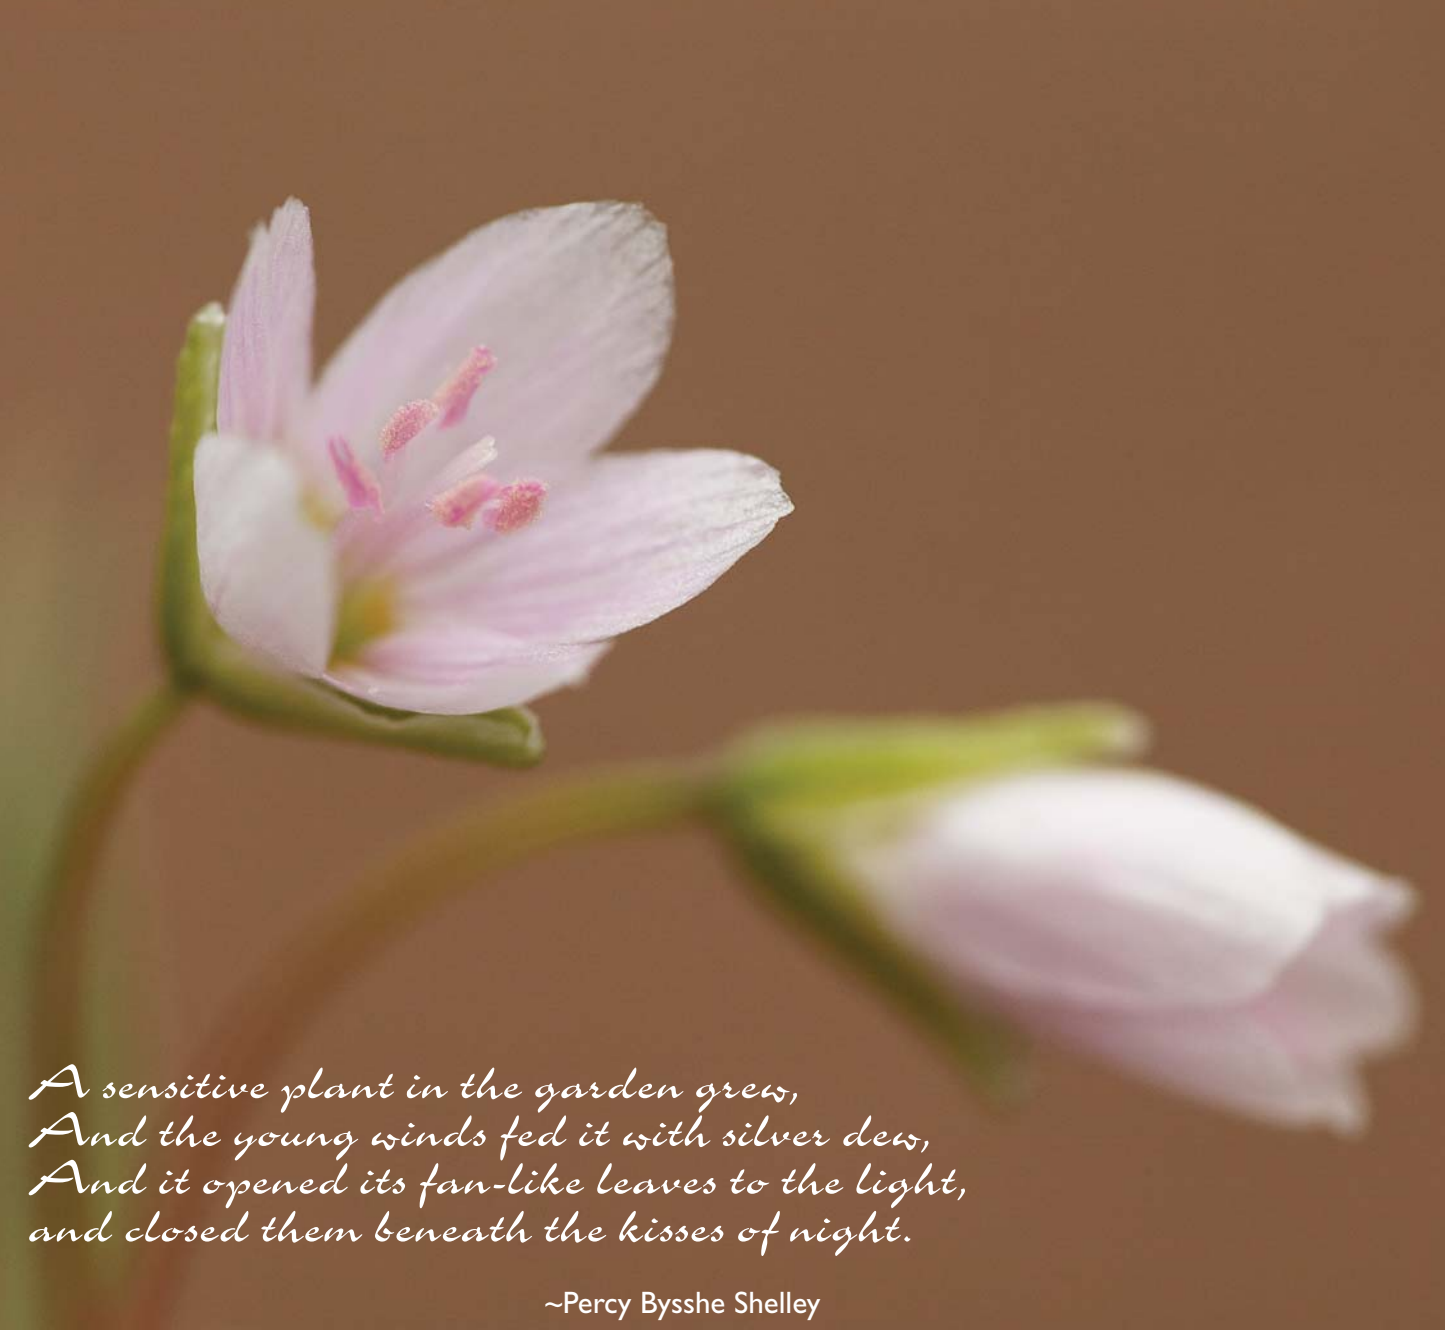 A sensitive plant in the garden grew,
And the young winds fed it with silver dew,
And it opened its fan-like leaves to the light,
and closed them beneath the kisses of night.
~Percy Bysshe Shelley